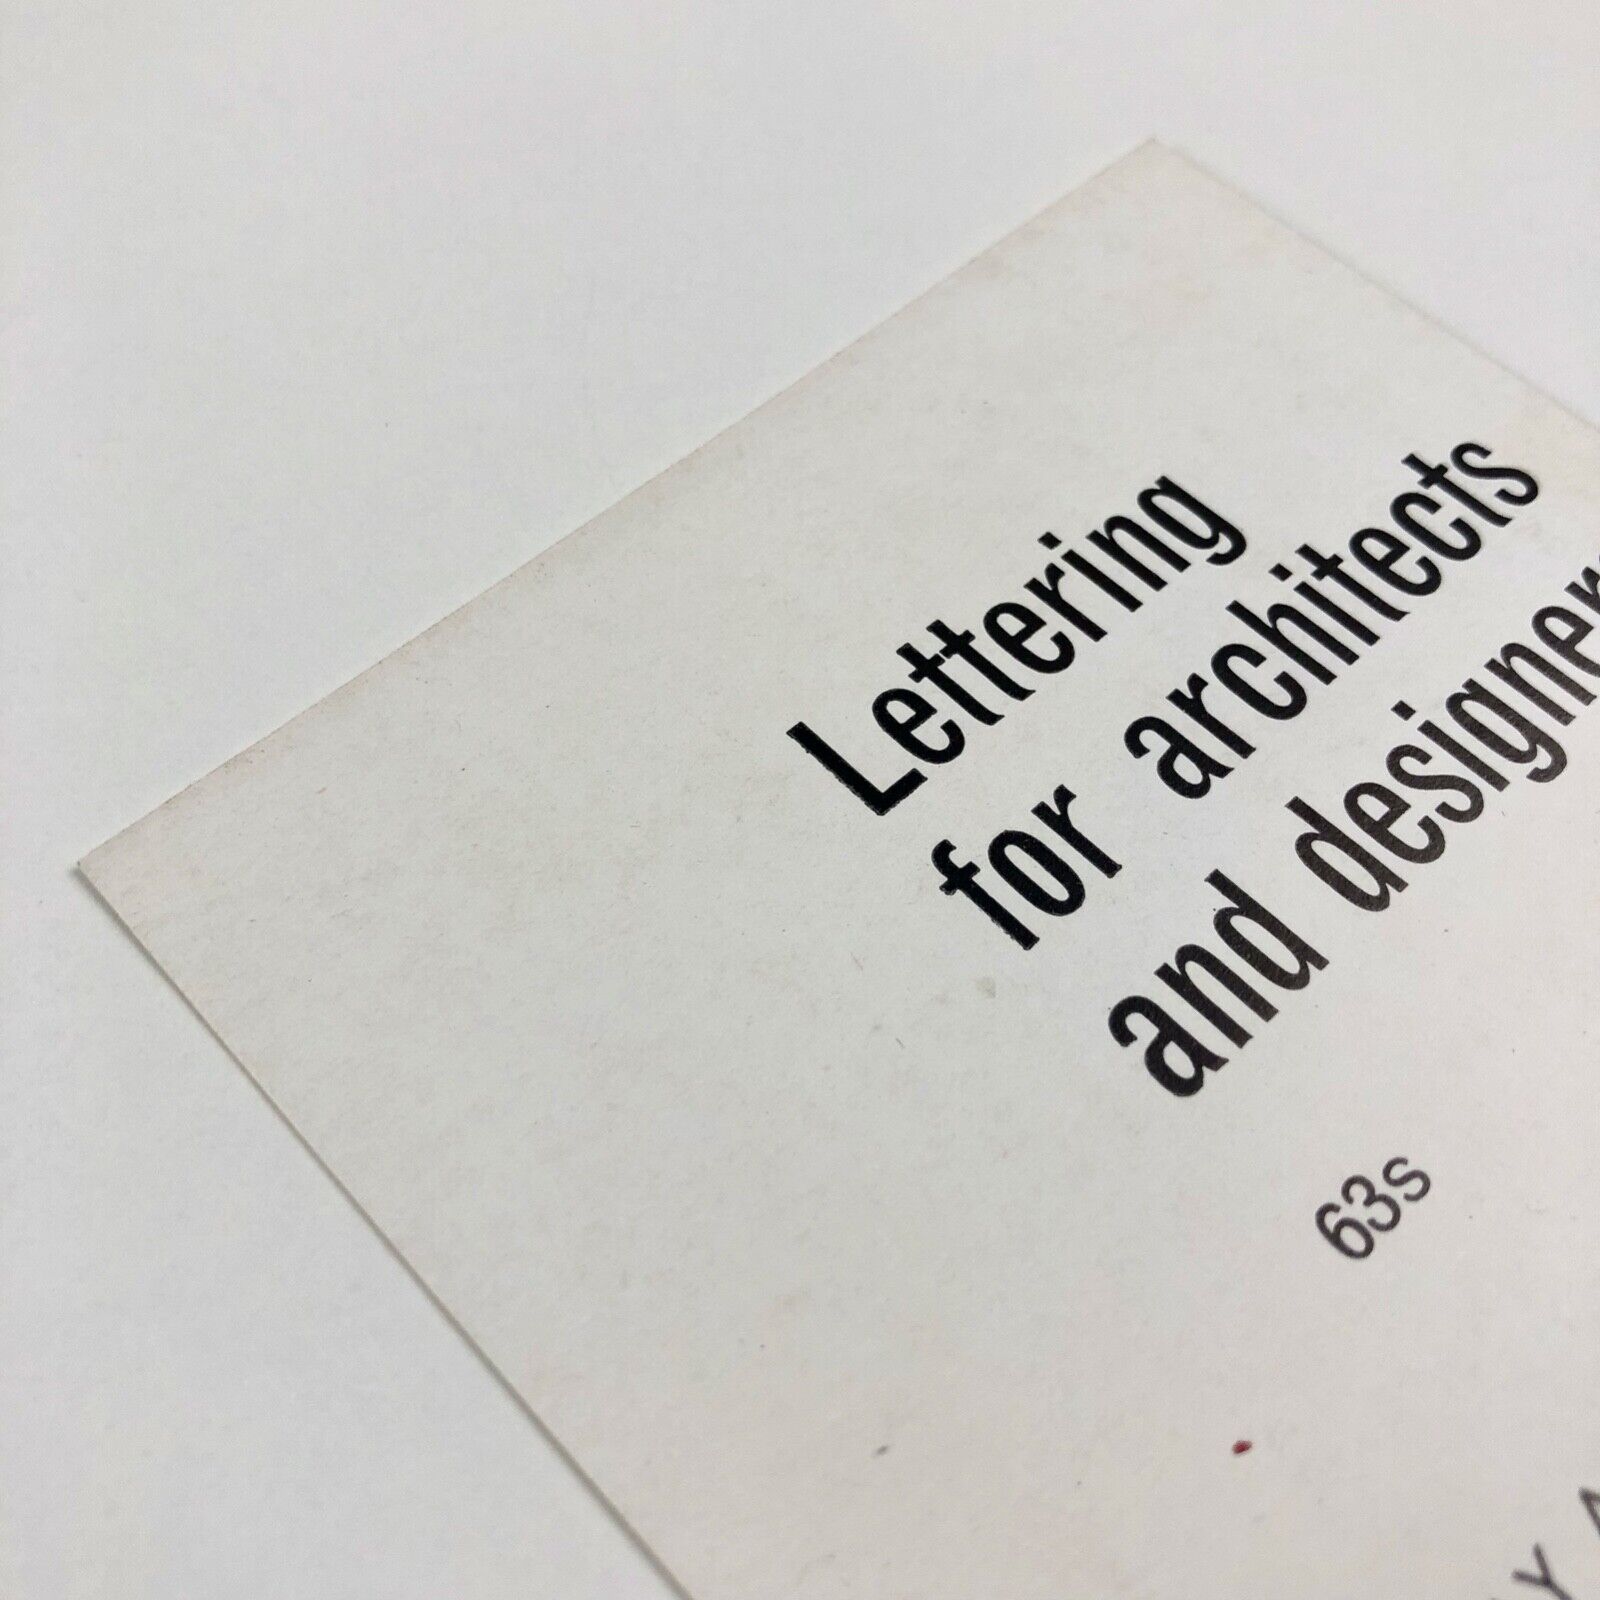 Lettering
for architects
and designer
63s
Y A